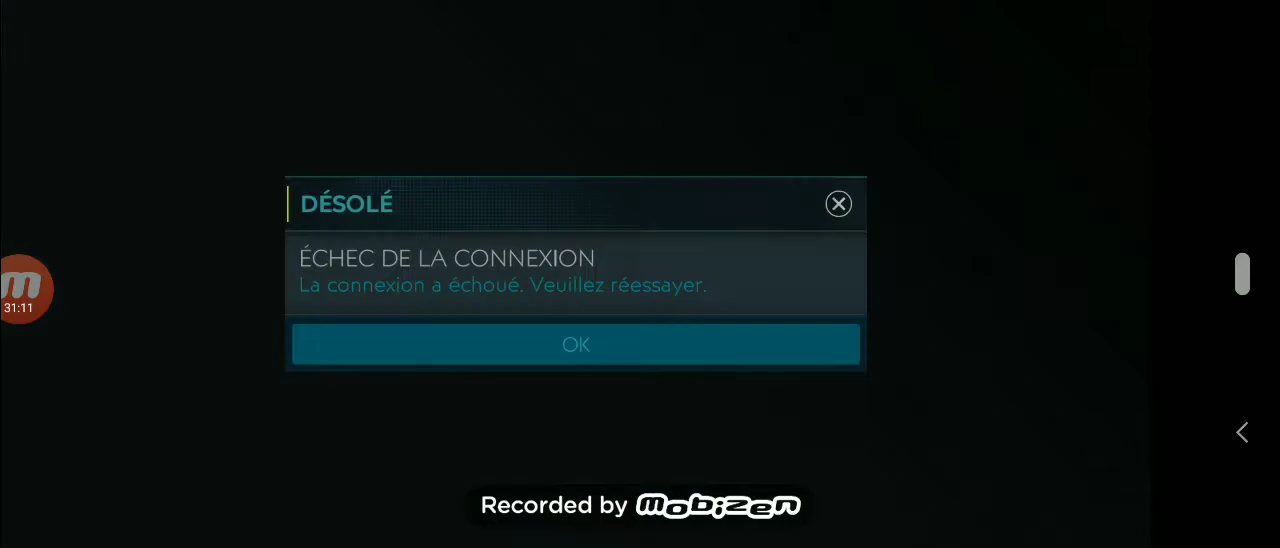 DÉSOLÉ
ÉCHEC DE LA CONNEXION
La connexion a échoué. Veuillez réessayer.
m
31:11
OK
Recorded by mobizen